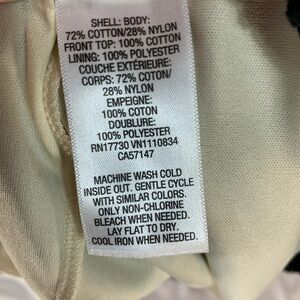 SHELL: BODY:
72% COTTON/28% NYLON
FRONT TOP: 100% COTTON
LINING: 100% POLYESTER
COUCHE EXTÉRIEURE:
CORPS: 72% COTON/
28% NYLON
EMPEIGNE:
100% COTON
DOUBLURE:
100% POLYESTER
RN17730 VN1110834
CA57147
MACHINE WASH COLD
INSIDE OUT. GENTLE CYCLE
WITH SIMILAR COLORS.
ONLY NON-CHLORINE
BLEACH WHEN NEEDED.
LAY FLAT TO DRY.
COOL IRON WHEN NEEDED.